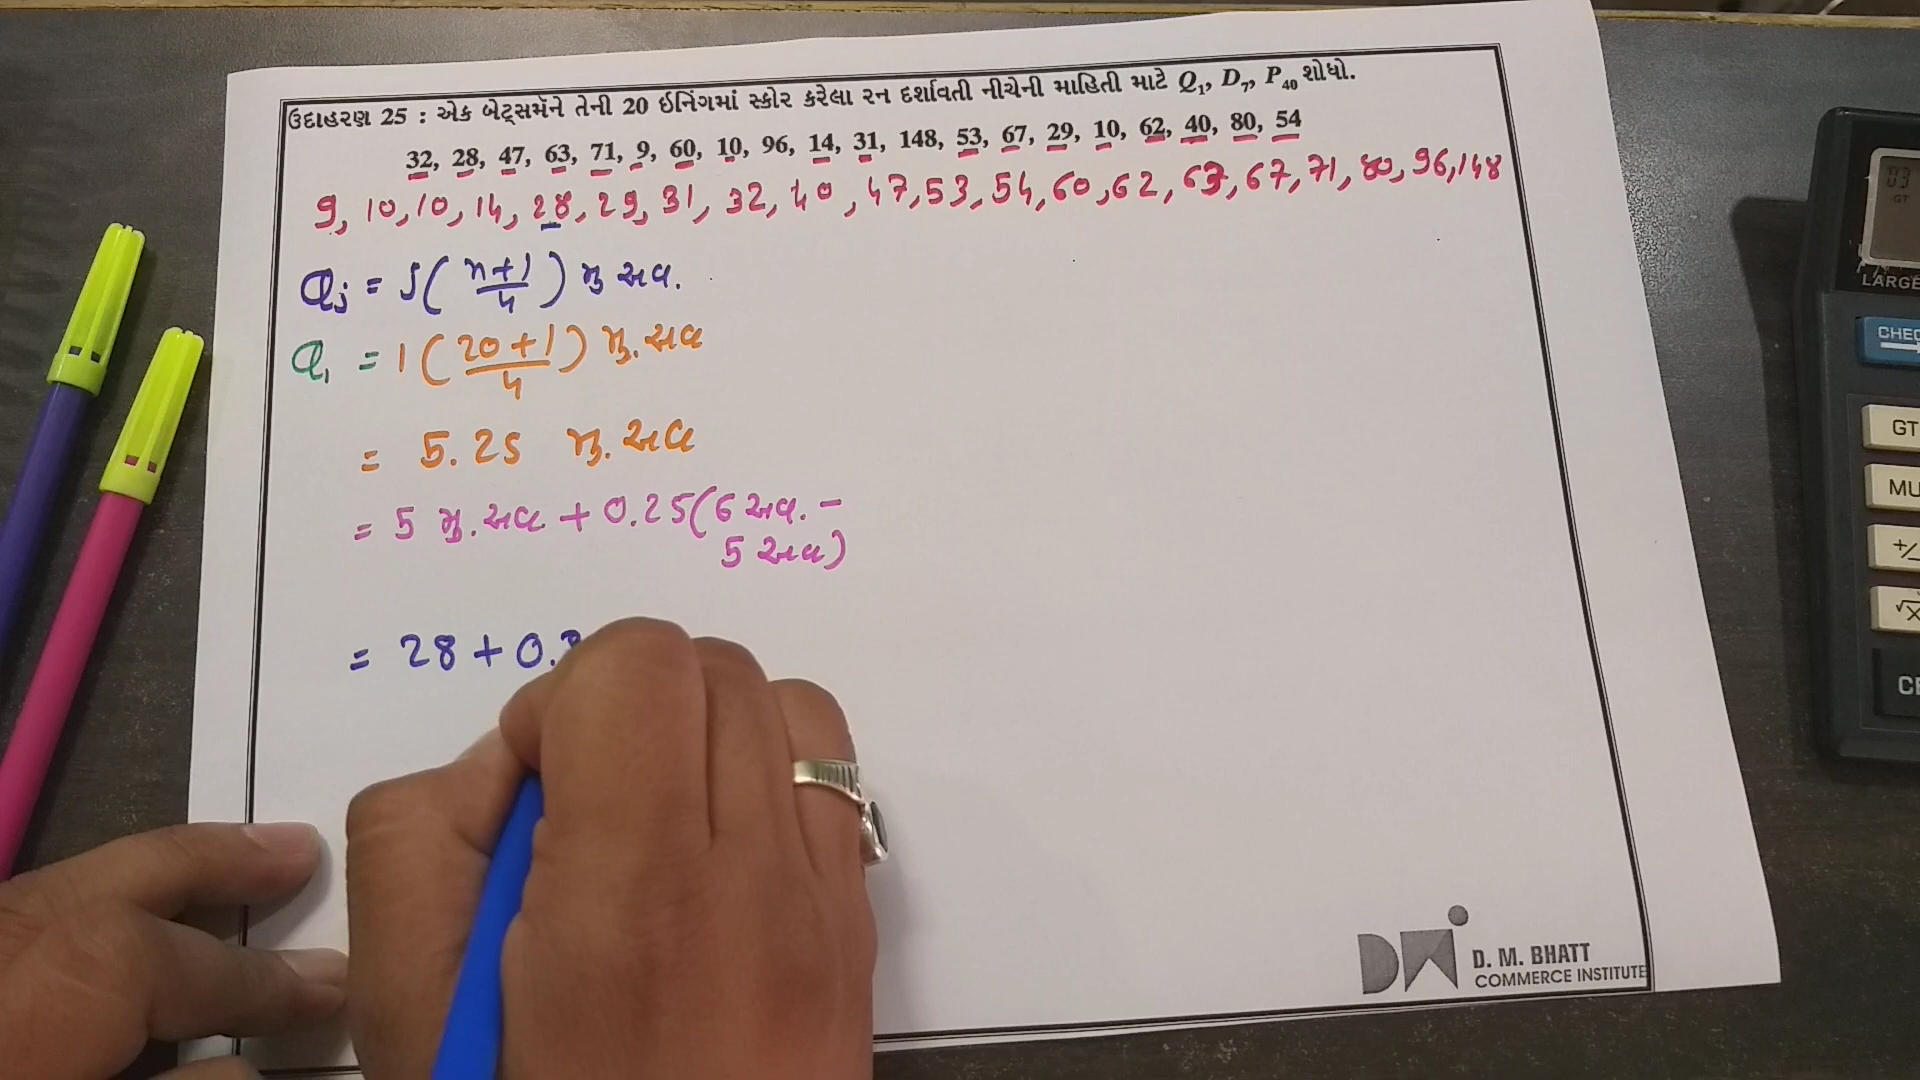 ઉદાહરણ 25 : એક બેટ્સમૅને તેની 20 ઇનિંગમાં સ્કોર કરેલા રન દર્શાવતી નીચેની માહિતી માટે Q₁, D₇, P₄₀ શોધો.
32, 28, 47, 63, 71, 9, 60, 10, 96, 14, 31, 148, 53, 67, 29, 10, 62, 40, 80, 54
9, 10, 10, 14, 28, 29, 31, 32, 40, 47, 53, 54, 60, 62, 63, 67, 71, 80, 96, 148
Qj = j(n+1/4) મુ અવ.
Q₁ = 1(20+1/4) મુ. અવ
= 5.25 મુ. અવ
= 5 મુ. અવ + 0.25(6 અવ. -
5 અવ)
= 28 + 0.
D. M. BHATT
COMMERCE INSTITUTE
03
GT
LARGE
CHEC
GT
MU
+/
√X